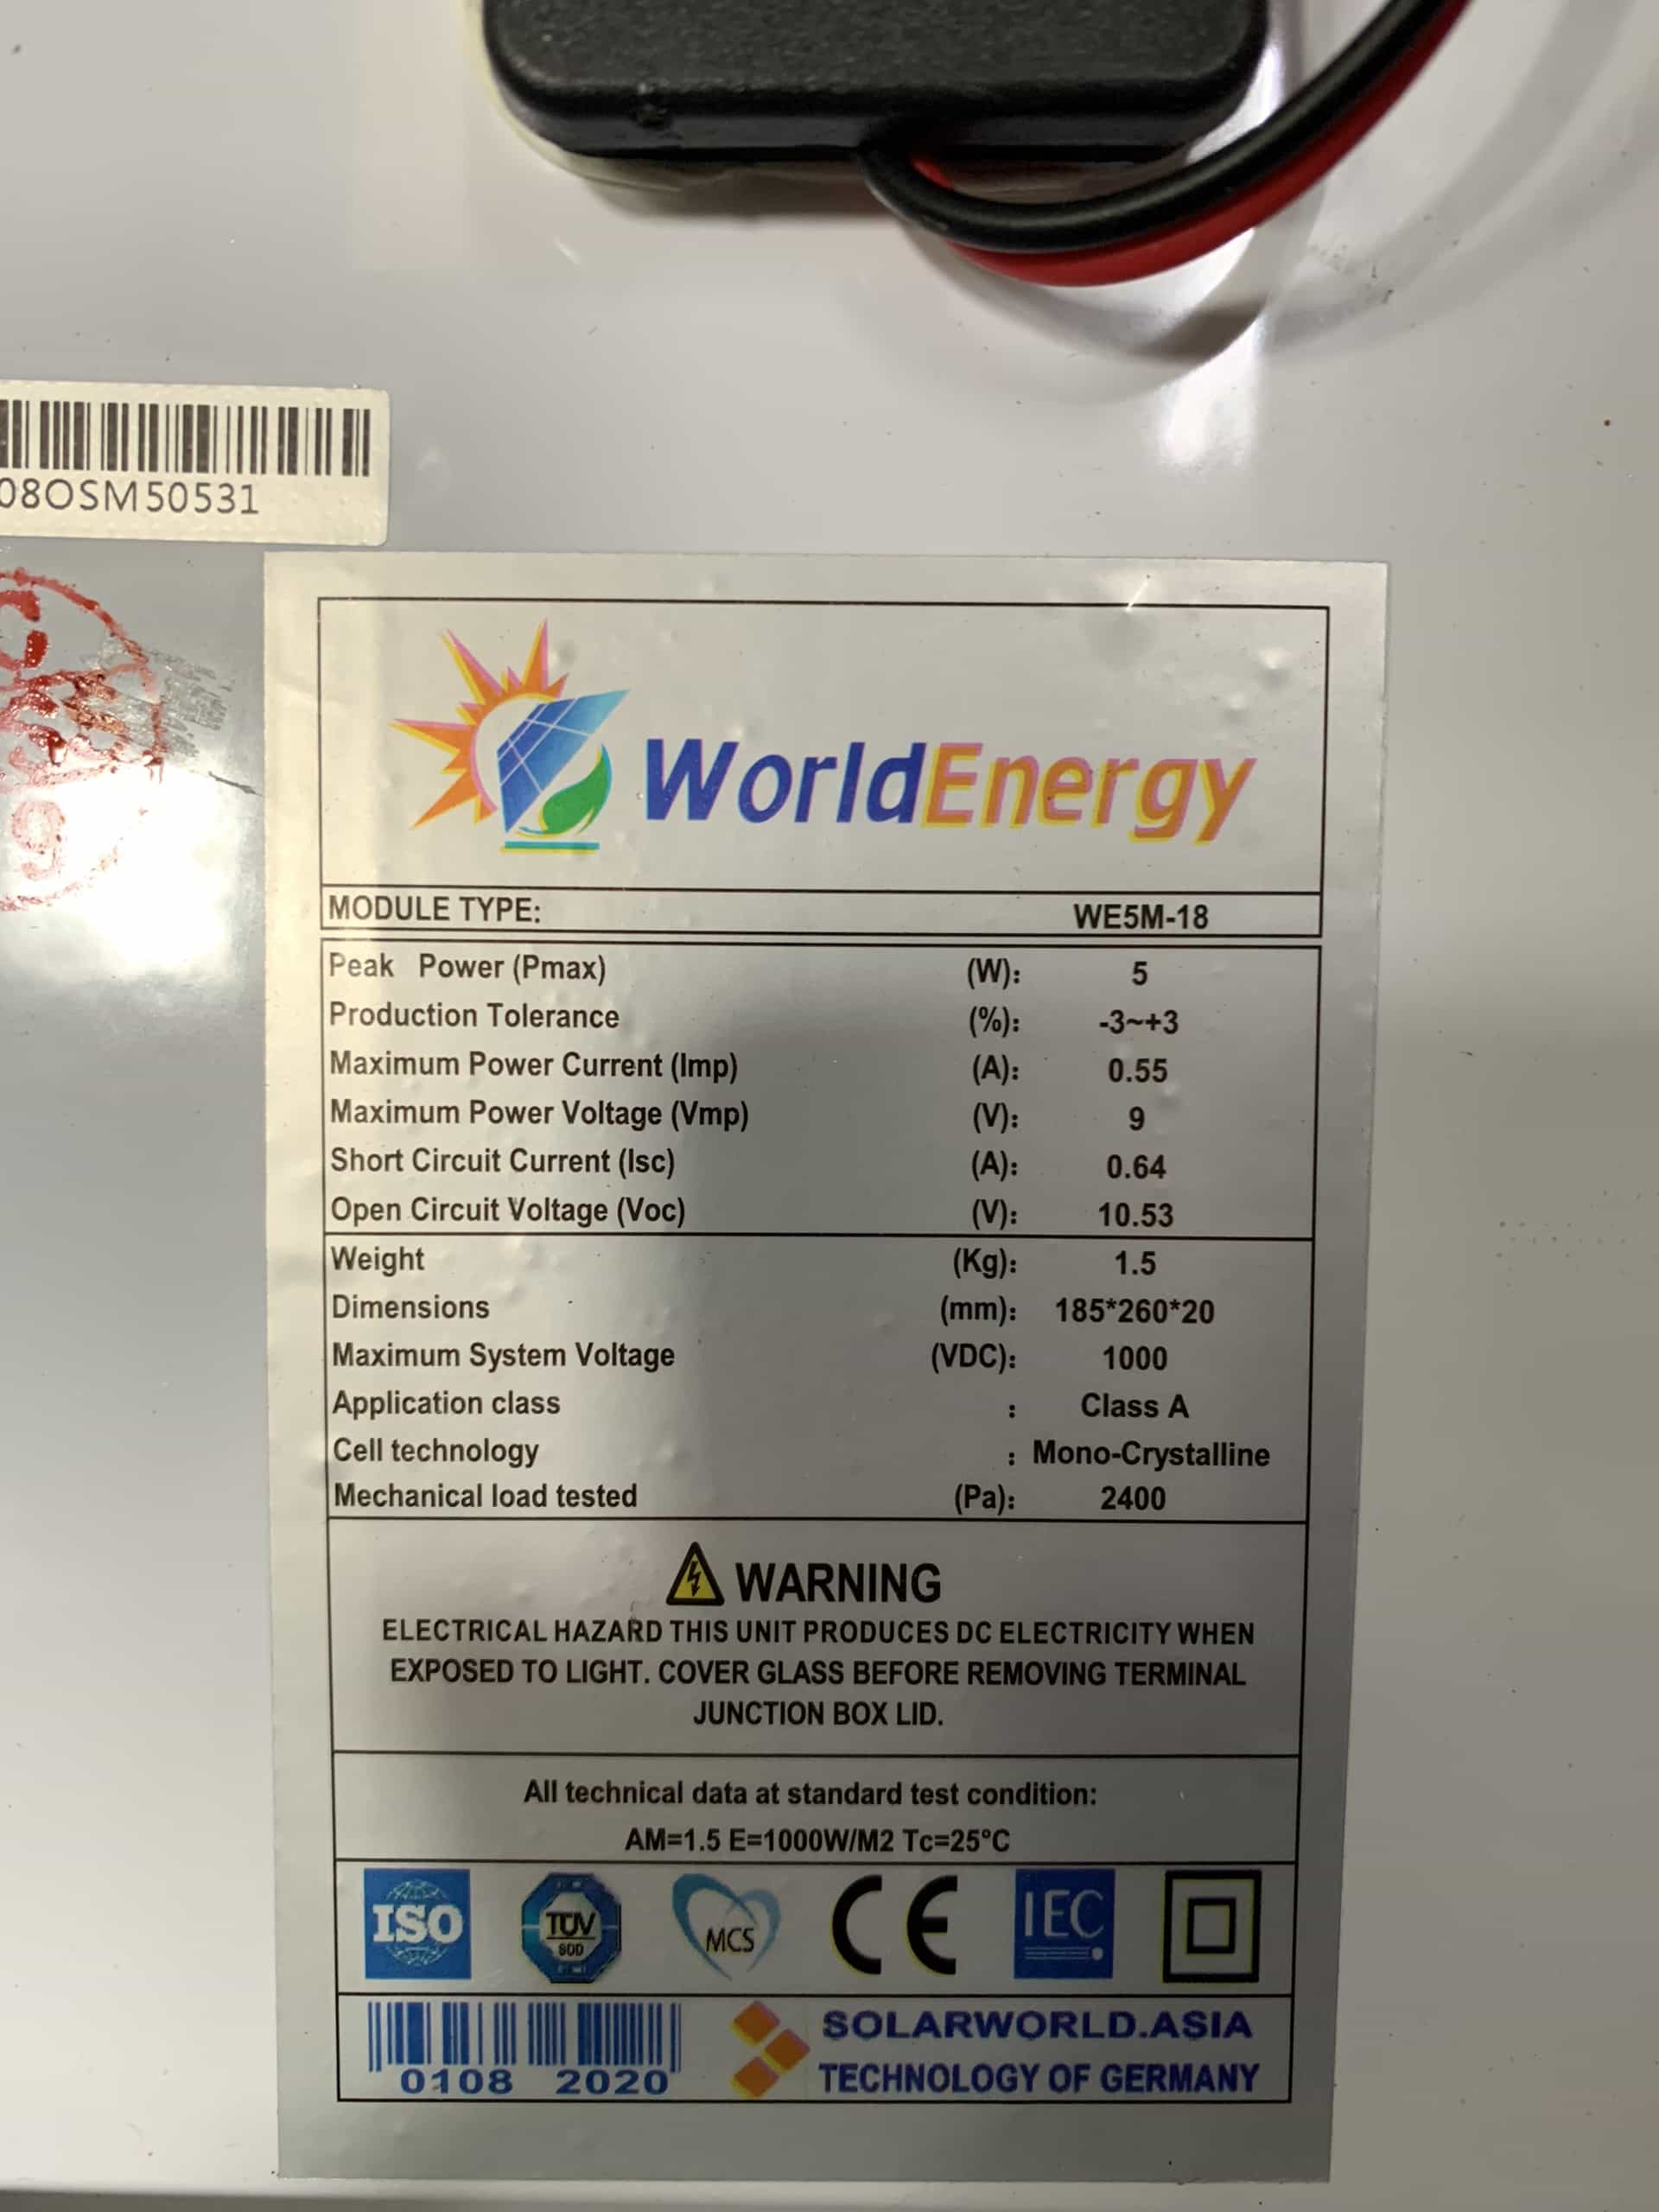 08OSM50531
9
WorldEnergy
MODULE TYPE: WE5M-18
Peak Power (Pmax) (W): 5
Production Tolerance (%): -3~+3
Maximum Power Current (Imp) (A): 0.55
Maximum Power Voltage (Vmp) (V): 9
Short Circuit Current (Isc) (A): 0.64
Open Circuit Voltage (Voc) (V): 10.53
Weight (Kg): 1.5
Dimensions (mm): 185*260*20
Maximum System Voltage (VDC): 1000
Application class : Class A
Cell technology : Mono-Crystalline
Mechanical load tested (Pa): 2400
WARNING
ELECTRICAL HAZARD THIS UNIT PRODUCES DC ELECTRICITY WHEN
EXPOSED TO LIGHT. COVER GLASS BEFORE REMOVING TERMINAL
JUNCTION BOX LID.
All technical data at standard test condition:
AM=1.5 E=1000W/M2 Tc=25°C
ISO TÜV SÜD MCS CE IEC
0108 2020
SOLARWORLD.ASIA
TECHNOLOGY OF GERMANY